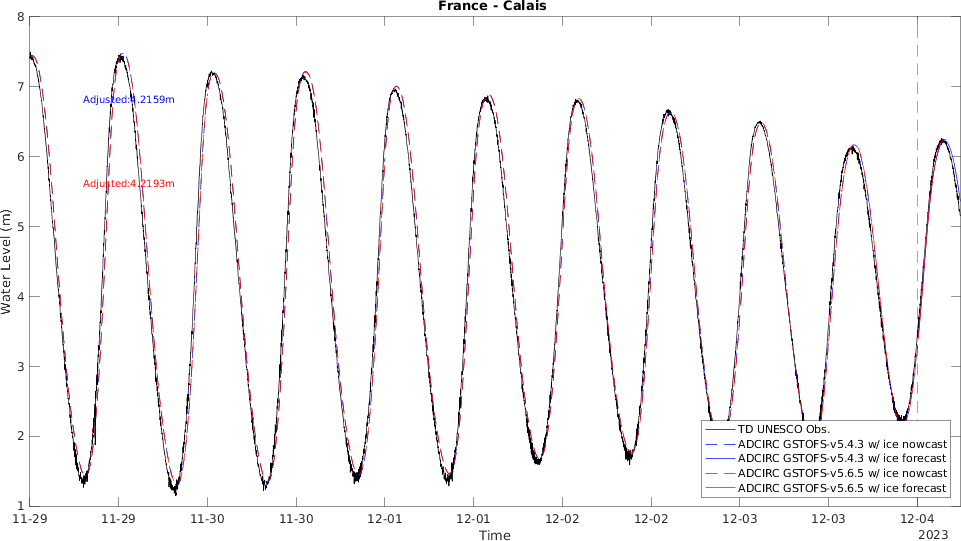 France - Calais
8
7
Adjusted:4.2159m
6
Adjusted:4.2193m
5
Water Level (m)
4
3
2
1
TD UNESCO Obs.
ADCIRC GSTOFS-v5.4.3 w/ ice nowcast
ADCIRC GSTOFS-v5.4.3 w/ ice forecast
ADCIRC GSTOFS-v5.6.5 w/ ice nowcast
ADCIRC GSTOFS-v5.6.5 w/ ice forecast
11-29 11-29 11-30 11-30 12-01 12-01 12-02 12-02 12-03 12-03 12-04
Time
2023